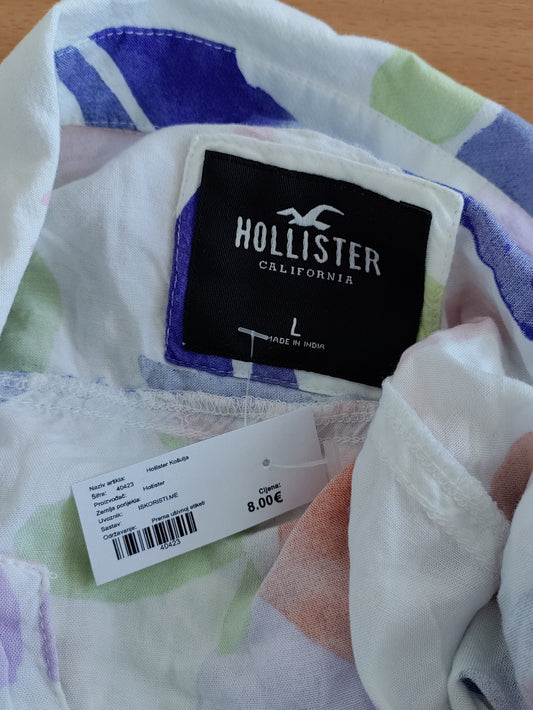 HOLLISTER
CALIFORNIA
L
MADE IN INDIA
Naziv artikla: Hollister Košulja
Šifra: 40423
Proizvođač: Hollister
Zemlja porijekla:
Uvoznik: ISKORISTI.ME
Sastav:
Održavanje: Prema ušivnoj etiketi
40423
Cijena:
8.00€